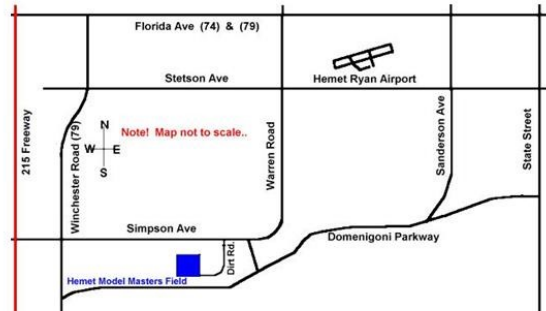 Florida Ave (74) & (79)
Stetson Ave
Hemet Ryan Airport
215 Freeway
Winchester Road (79)
N
W E
S
Note! Map not to scale..
Warren Road
Sanderson Ave
State Street
Simpson Ave
Domenigoni Parkway
Dirt Rd.
Hemet Model Masters Field